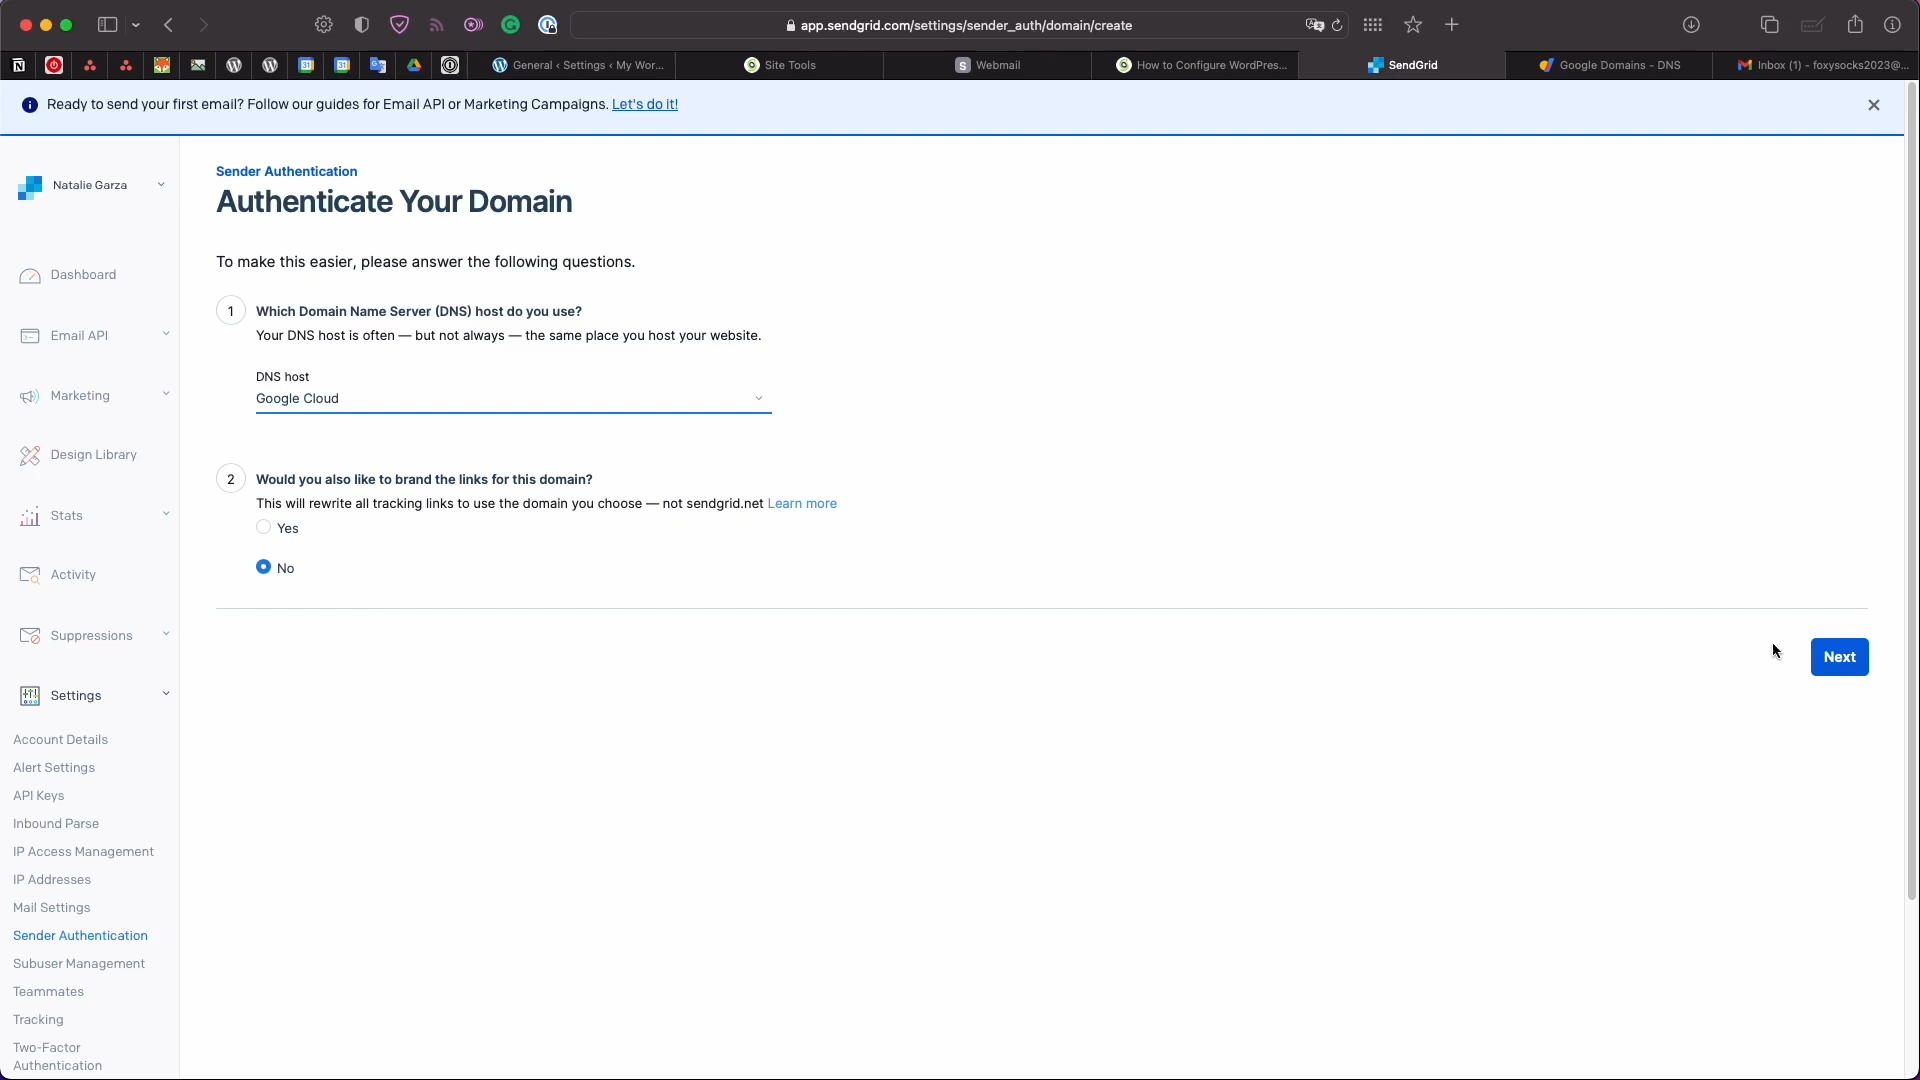 app.sendgrid.com/settings/sender_auth/domain/create
General ‹ Settings ‹ My Wor...
Site Tools
Webmail
How to Configure WordPres...
SendGrid
Google Domains - DNS
Inbox (1) - foxysocks2023@...
Ready to send your first email? Follow our guides for Email API or Marketing Campaigns. Let's do it!
Natalie Garza
Dashboard
Email API
Marketing
Design Library
Stats
Activity
Suppressions
Settings
Account Details
Alert Settings
API Keys
Inbound Parse
IP Access Management
IP Addresses
Mail Settings
Sender Authentication
Subuser Management
Teammates
Tracking
Two-Factor
Authentication
Sender Authentication
Authenticate Your Domain
To make this easier, please answer the following questions.
1 Which Domain Name Server (DNS) host do you use?
Your DNS host is often — but not always — the same place you host your website.
DNS host
Google Cloud
2 Would you also like to brand the links for this domain?
This will rewrite all tracking links to use the domain you choose — not sendgrid.net Learn more
Yes
No
Next